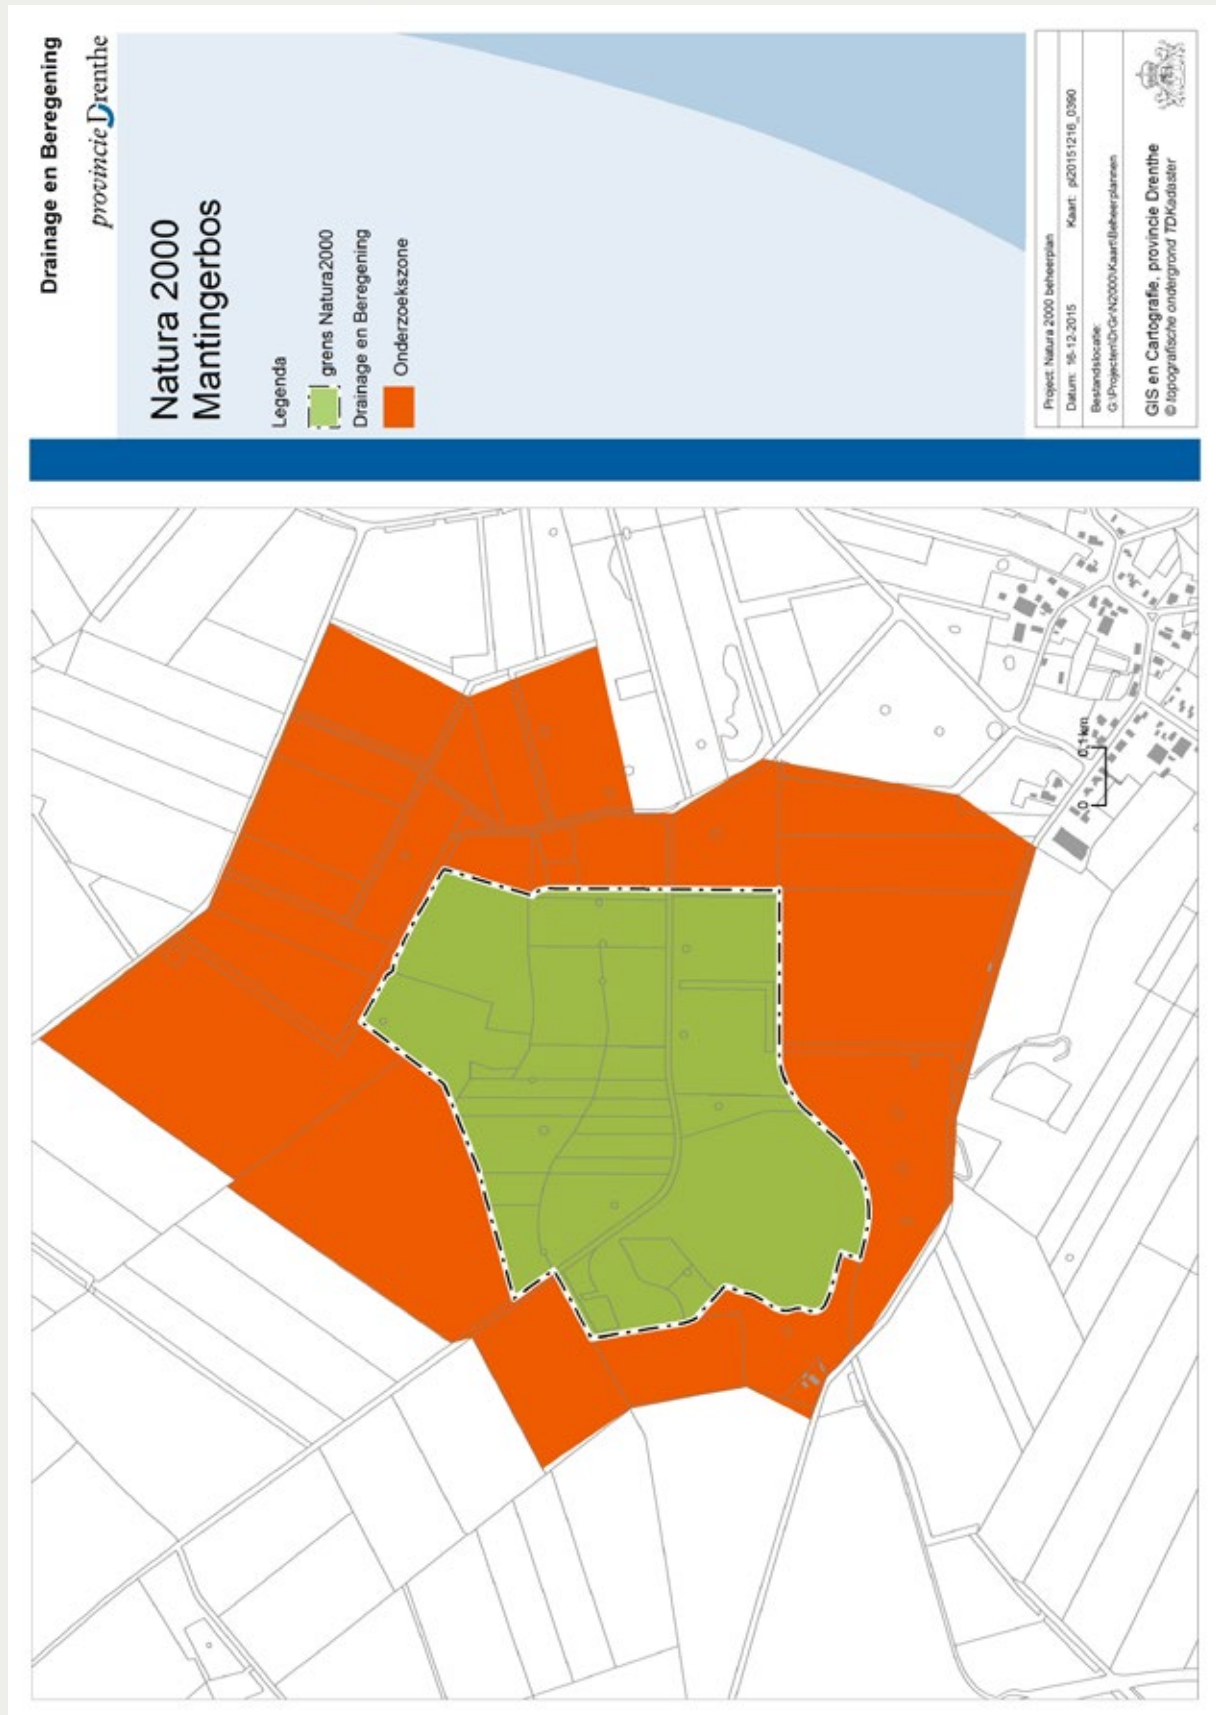 Drainage en Beregening
provincie Drenthe
Natura 2000
Mantingerbos
Legenda
grens Natura2000
Drainage en Beregening
Onderzoekszone
Project: Natura 2000 beheerplan
Datum: 16-12-2015 Kaart: pl20151216_0390
Bestandslocatie:
G:\Projecten\DrGr\N2000\Kaart\Beheerplannen
GIS en Cartografie, provincie Drenthe
© topografische ondergrond TDKadaster
0 0,1 km